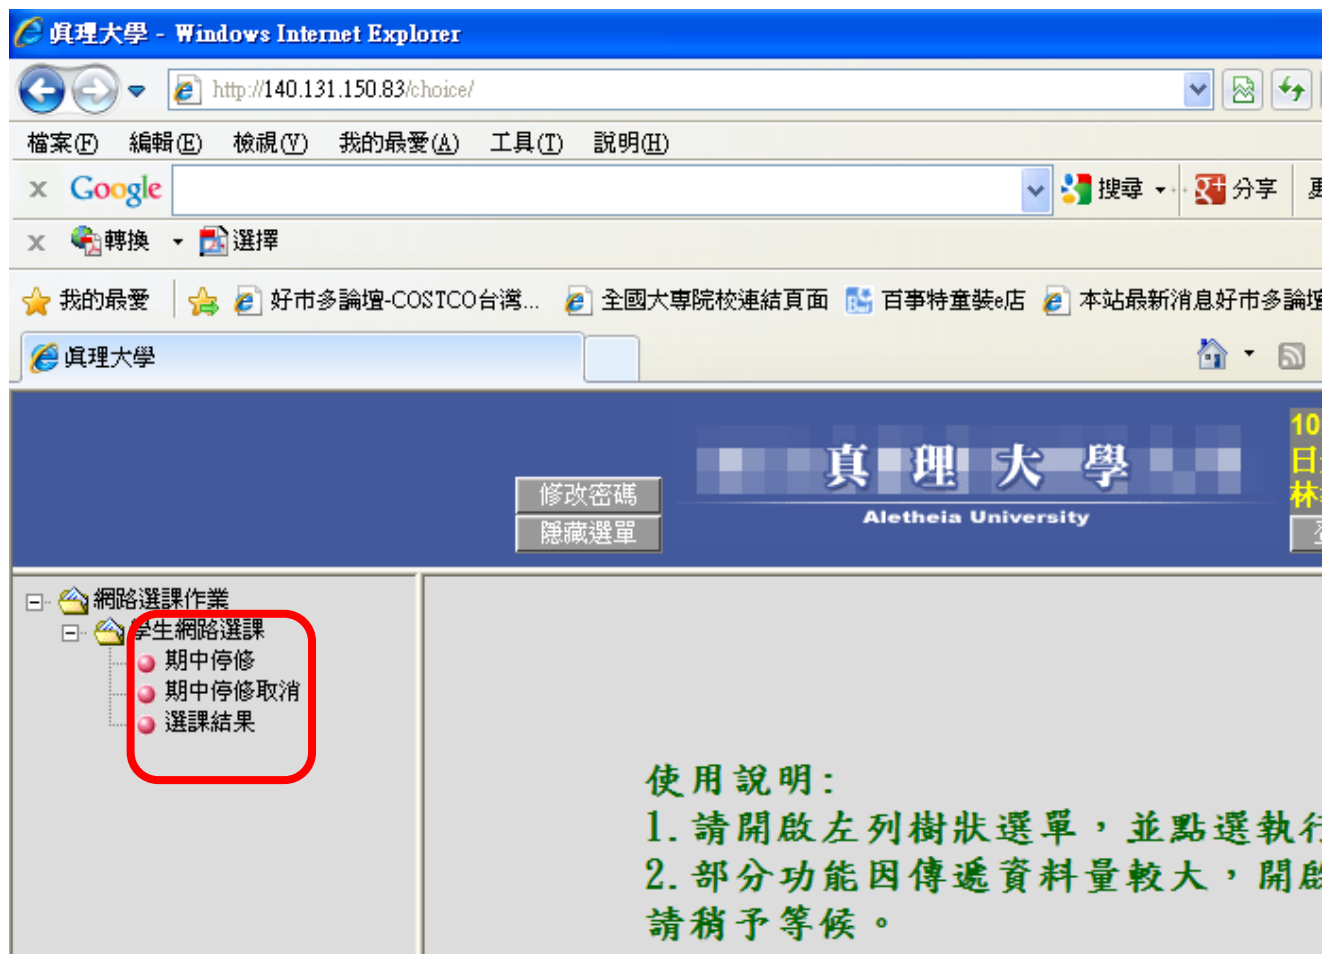 真理大學 - Windows Internet Explorer
http://140.131.150.83/choice/
檔案(F) 編輯(E) 檢視(V) 我的最愛(A) 工具(T) 說明(H)
x Google 搜尋 分享
x 轉換 選擇
我的最愛 好市多論壇-COSTCO台灣... 全國大專院校連結頁面 百事特童裝e店 本站最新消息好市多論壇
真理大學
真理大學
Aletheia University
修改密碼
隱藏選單
10
日
林
網路選課作業
學生網路選課
期中停修
期中停修取消
選課結果
使用說明:
1.請開啟左列樹狀選單，並點選執行
2.部分功能因傳遞資料量較大，開啟
請稍予等候。